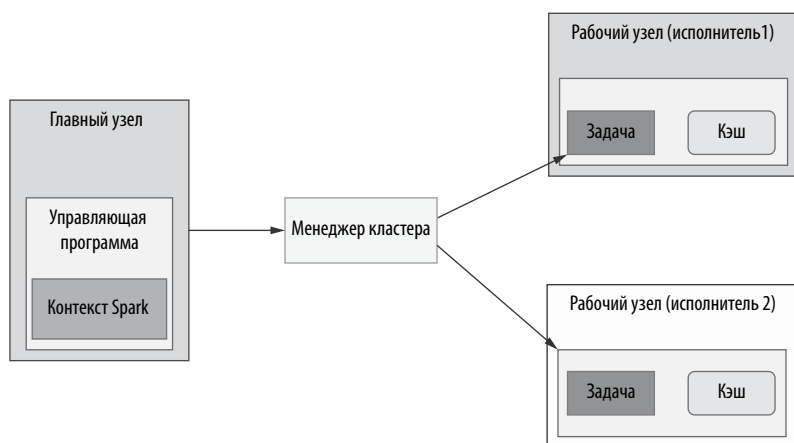 Главный узел
Управляющая
программа
Контекст Spark
Менеджер кластера
Рабочий узел (исполнитель1)
Задача
Кэш
Рабочий узел (исполнитель 2)
Задача
Кэш